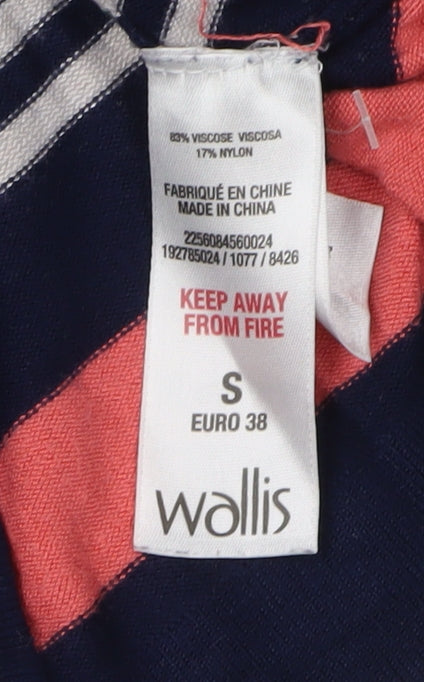 83% VISCOSE VISCOSA
17% NYLON
FABRIQUÉ EN CHINE
MADE IN CHINA
2256084560024
192785024 / 1077 / 8426
KEEP AWAY
FROM FIRE
S
EURO 38
wallis